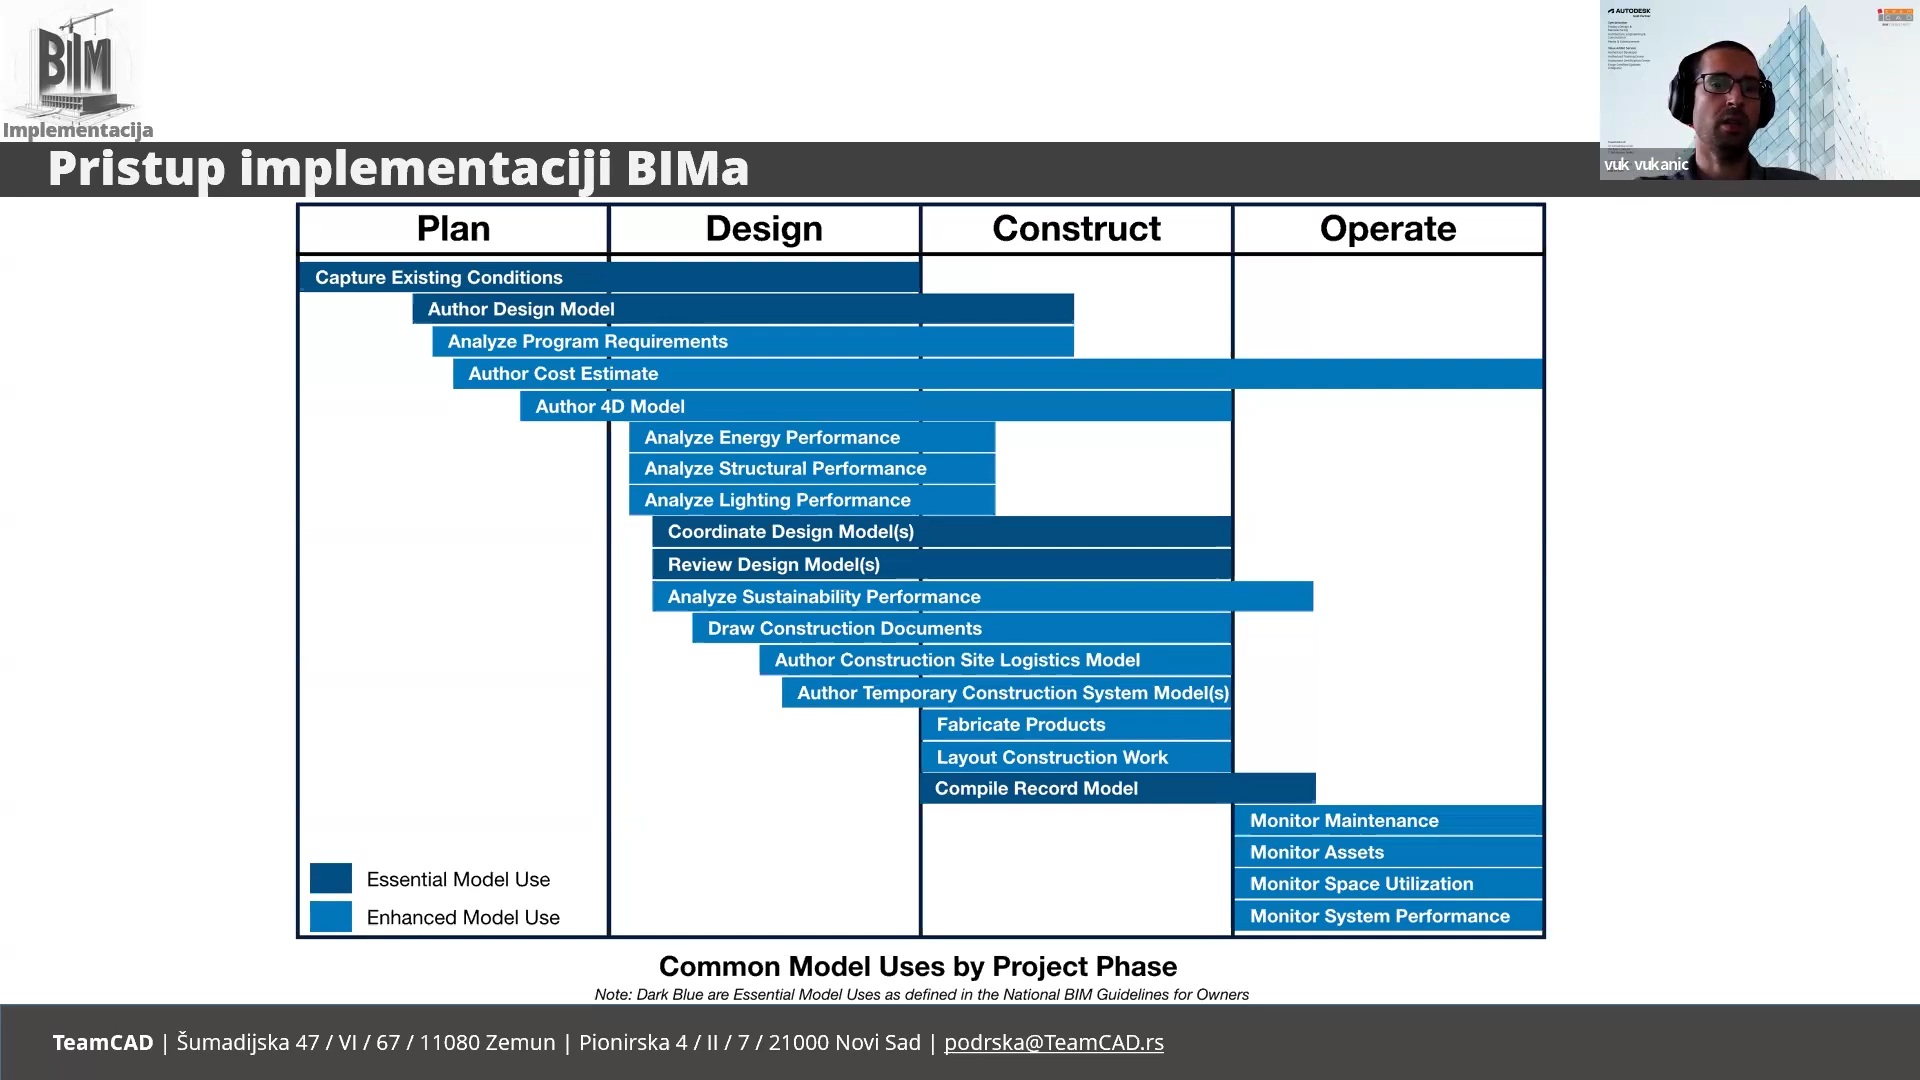 BIM
Implementacija
Pristup implementaciji BIMa
AUTODESK
vuk vukanic
Plan
Design
Construct
Operate
Capture Existing Conditions
Author Design Model
Analyze Program Requirements
Author Cost Estimate
Author 4D Model
Analyze Energy Performance
Analyze Structural Performance
Analyze Lighting Performance
Coordinate Design Model(s)
Review Design Model(s)
Analyze Sustainability Performance
Draw Construction Documents
Author Construction Site Logistics Model
Author Temporary Construction System Model(s)
Fabricate Products
Layout Construction Work
Compile Record Model
Monitor Maintenance
Monitor Assets
Monitor Space Utilization
Monitor System Performance
Essential Model Use
Enhanced Model Use
Common Model Uses by Project Phase
Note: Dark Blue are Essential Model Uses as defined in the National BIM Guidelines for Owners
TeamCAD | Šumadijska 47 / VI / 67 / 11080 Zemun | Pionirska 4 / II / 7 / 21000 Novi Sad | podrska@TeamCAD.rs